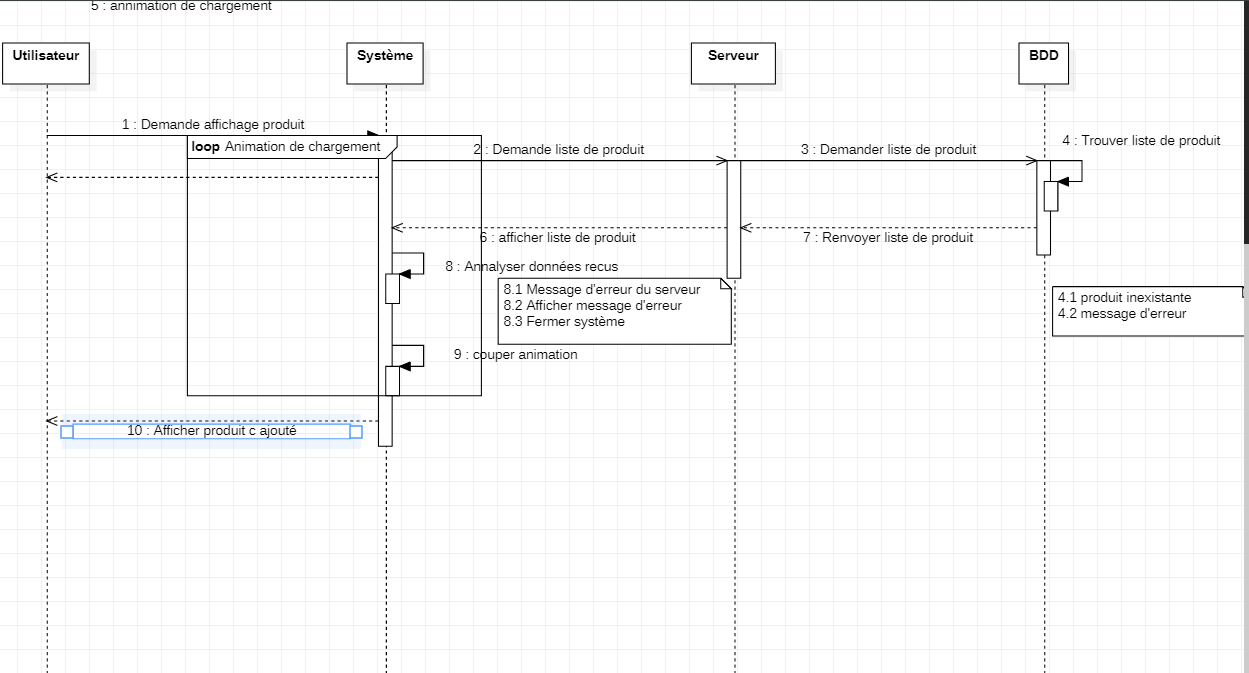 5 : annimation de chargement
Utilisateur
Système
Serveur
BDD
1 : Demande affichage produit
loop Animation de chargement
2 : Demande liste de produit
3 : Demander liste de produit
4 : Trouver liste de produit
6 : afficher liste de produit
7 : Renvoyer liste de produit
8 : Annalyser données recus
8.1 Message d'erreur du serveur
8.2 Afficher message d'erreur
8.3 Fermer système
4.1 produit inexistante
4.2 message d'erreur
9 : couper animation
10 : Afficher produit c ajouté